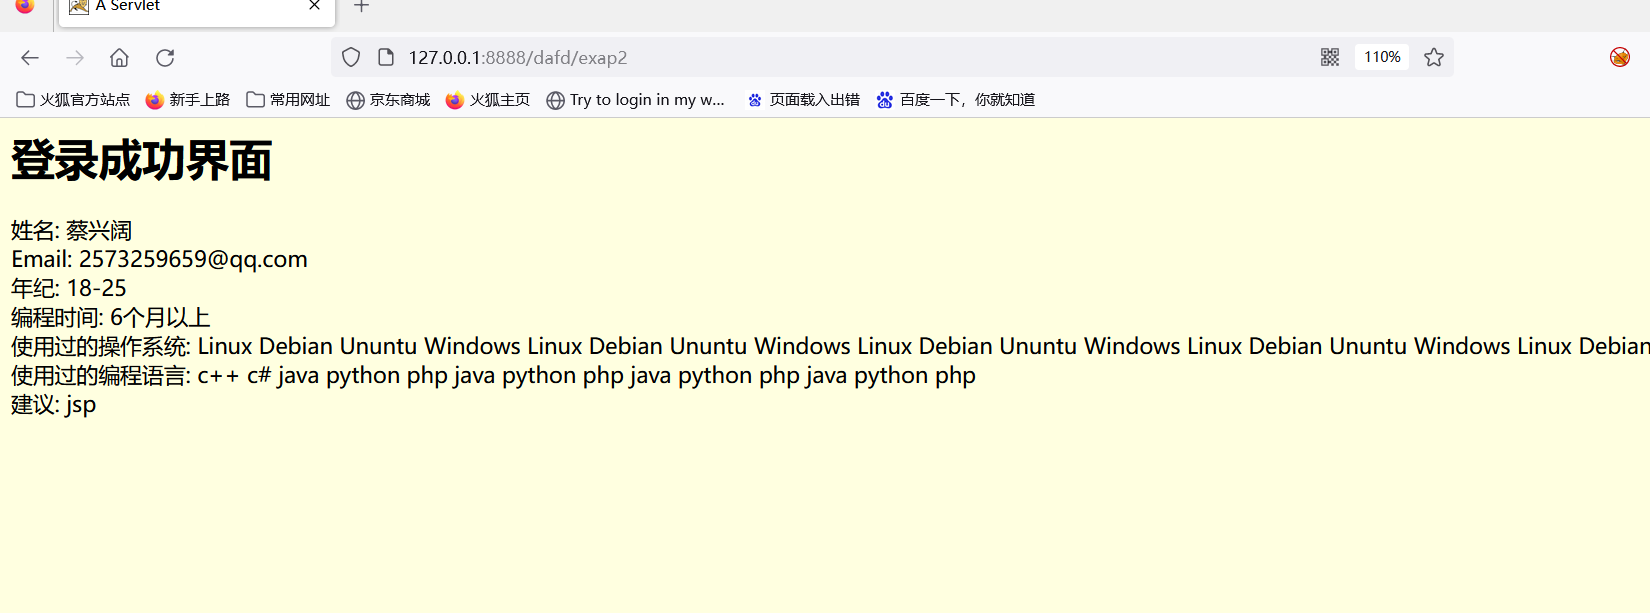 A Servlet
127.0.0.1:8888/dafd/exap2
110%
火狐官方站点 新手上路 常用网址 京东商城 火狐主页 Try to login in my w... 页面载入出错 百度一下，你就知道
登录成功界面
姓名: 蔡兴阔
Email: 2573259659@qq.com
年纪: 18-25
编程时间: 6个月以上
使用过的操作系统: Linux Debian Ununtu Windows Linux Debian Ununtu Windows Linux Debian Ununtu Windows Linux Debian Ununtu Windows Linux Debian
使用过的编程语言: c++ c# java python php java python php java python php java python php
建议: jsp